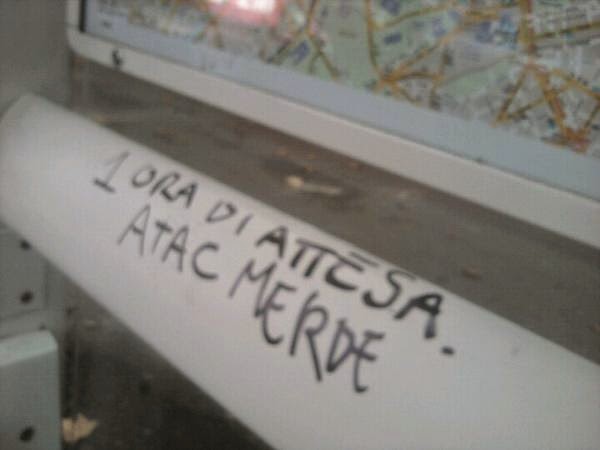 1 ORA DI ATTESA.
ATAC MERDE